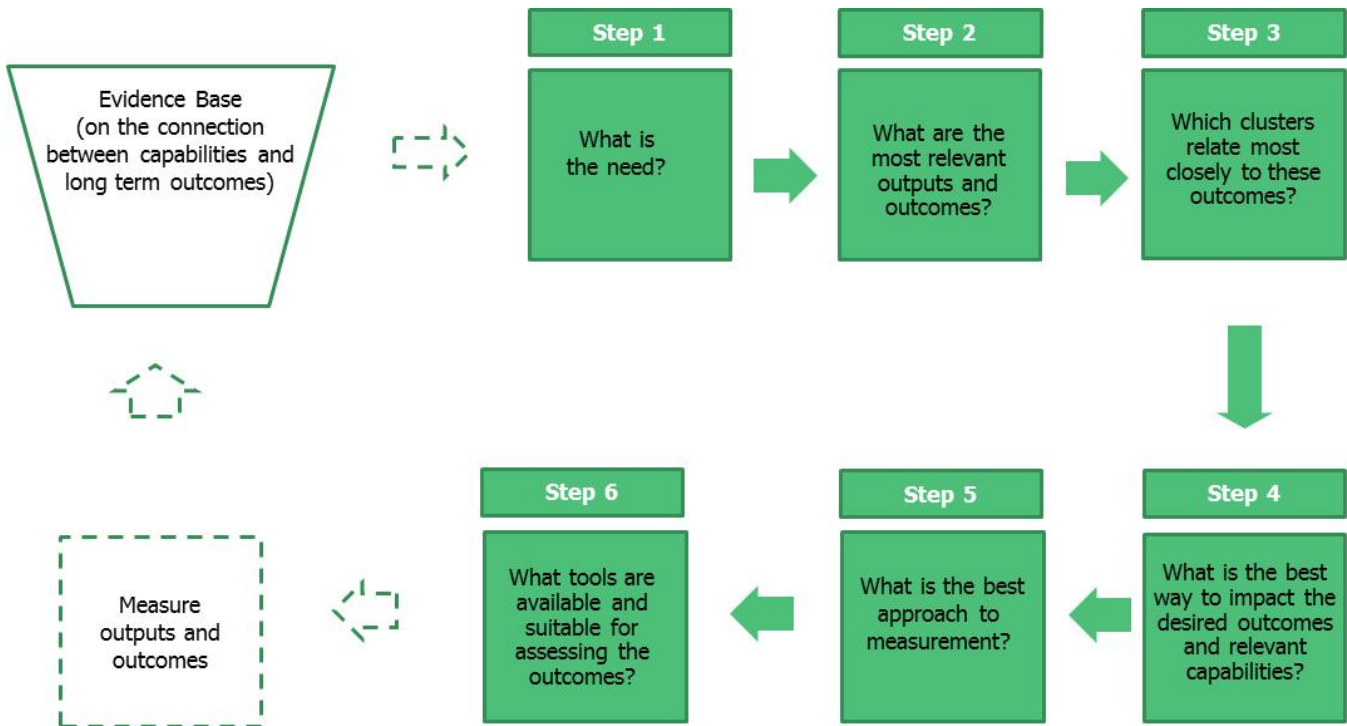 Evidence Base
(on the connection
between capabilities and
long term outcomes)
Step 1
What is
the need?
Step 2
What are the
most relevant
outputs and
outcomes?
Step 3
Which clusters
relate most
closely to these
outcomes?
Step 4
What is the best
way to impact the
desired outcomes
and relevant
capabilities?
Step 5
What is the best
approach to
measurement?
Step 6
What tools are
available and
suitable for
assessing the
outcomes?
Measure
outputs and
outcomes